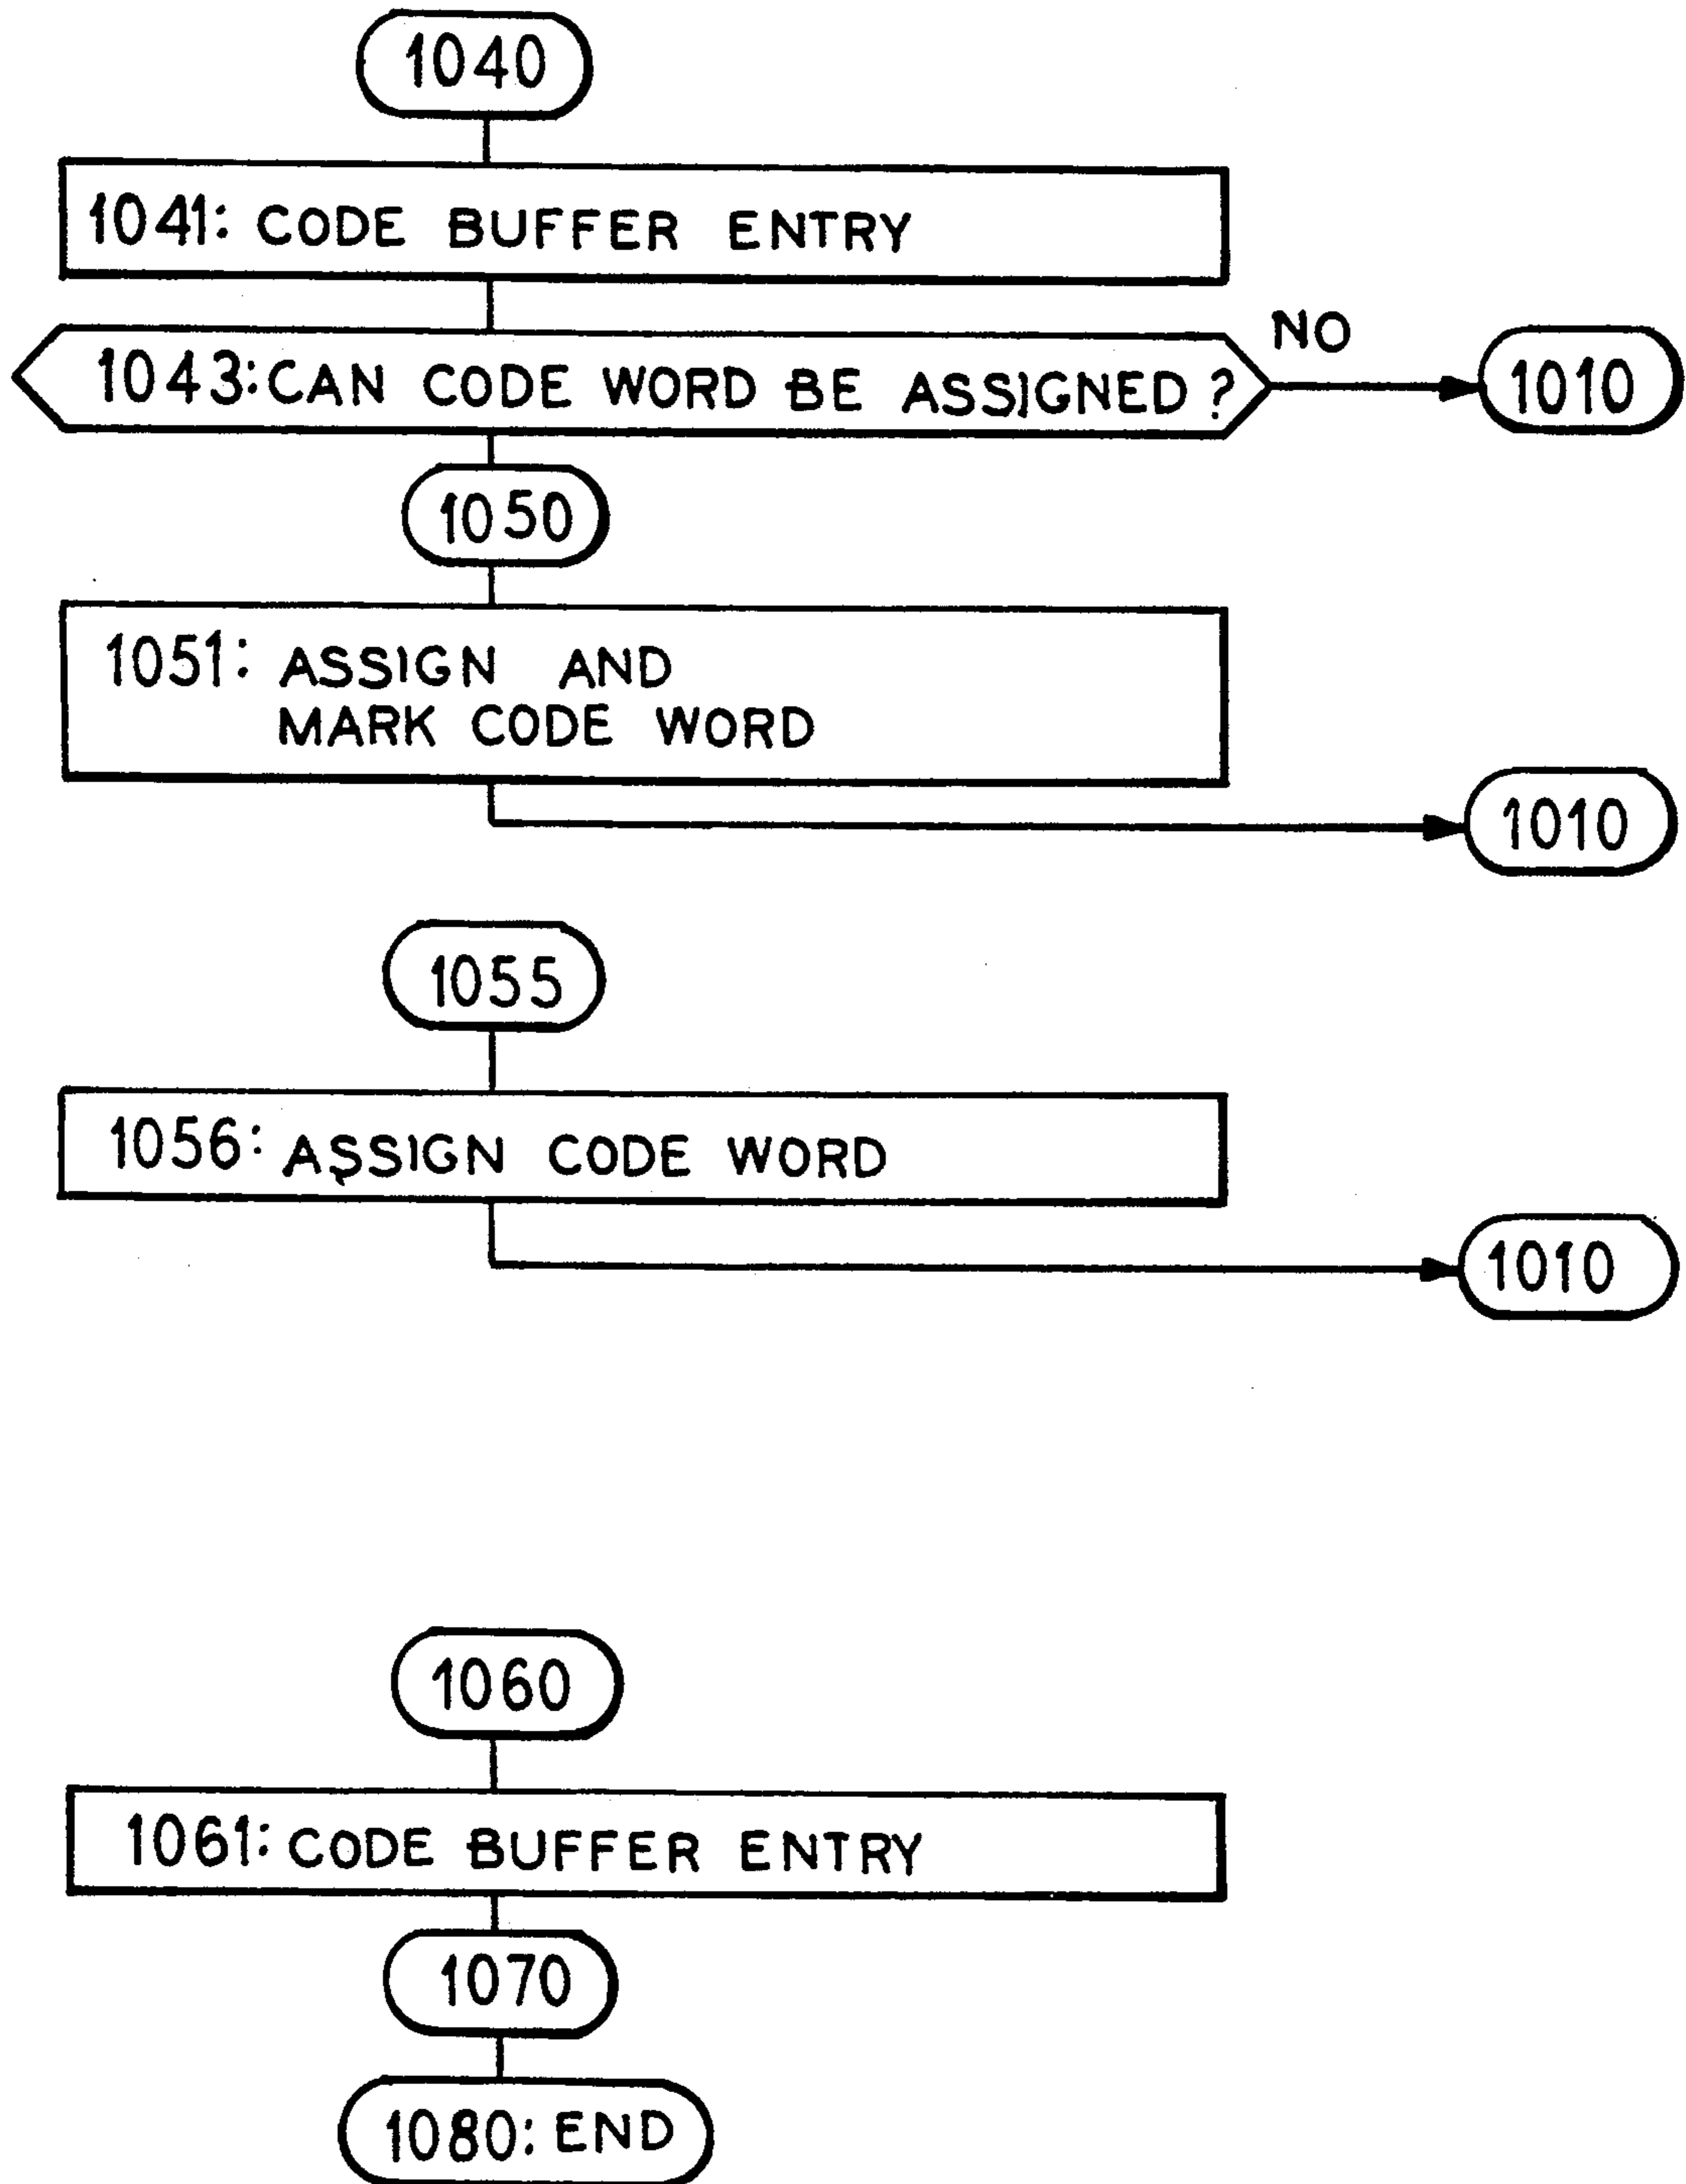 1040
1041: CODE BUFFER ENTRY
NO
1043: CAN CODE WORD BE ASSIGNED ?
1010
1050
1051: ASSIGN AND
MARK CODE WORD
1010
1055
1056: ASSIGN CODE WORD
1010
1060
1061: CODE BUFFER ENTRY
1070
1080: END